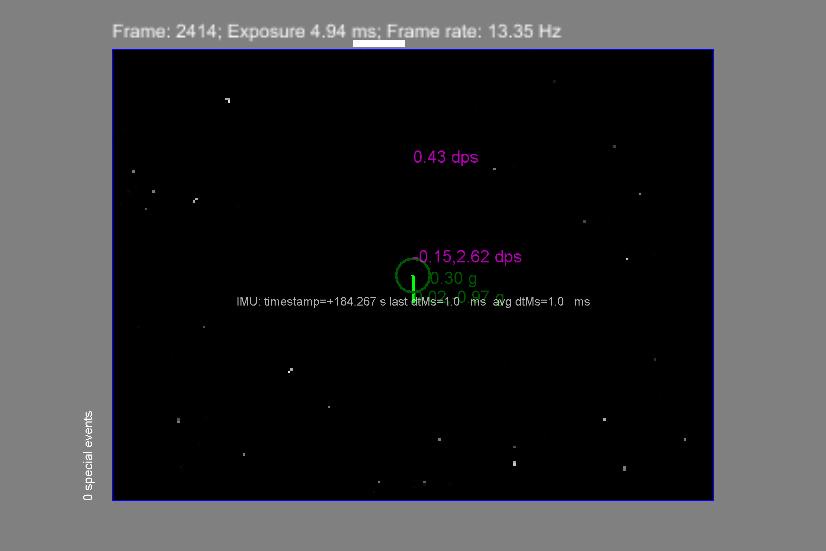 Frame: 2414; Exposure 4.94 ms; Frame rate: 13.35 Hz
0.43 dps
-0.15,2.62 dps
0.30 g
IMU: timestamp=+184.267 s last dtMs=1.0 ms avg dtMs=1.0 ms
0 special events